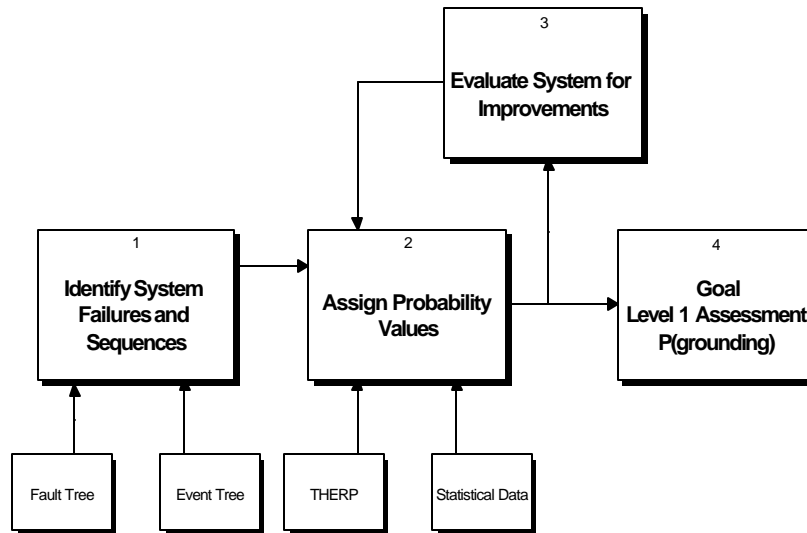 3
Evaluate System for
Improvements
1
Identify System
Failures and
Sequences
2
Assign Probability
Values
4
Goal
Level 1 Assessment
P(grounding)
Fault Tree
Event Tree
THERP
Statistical Data